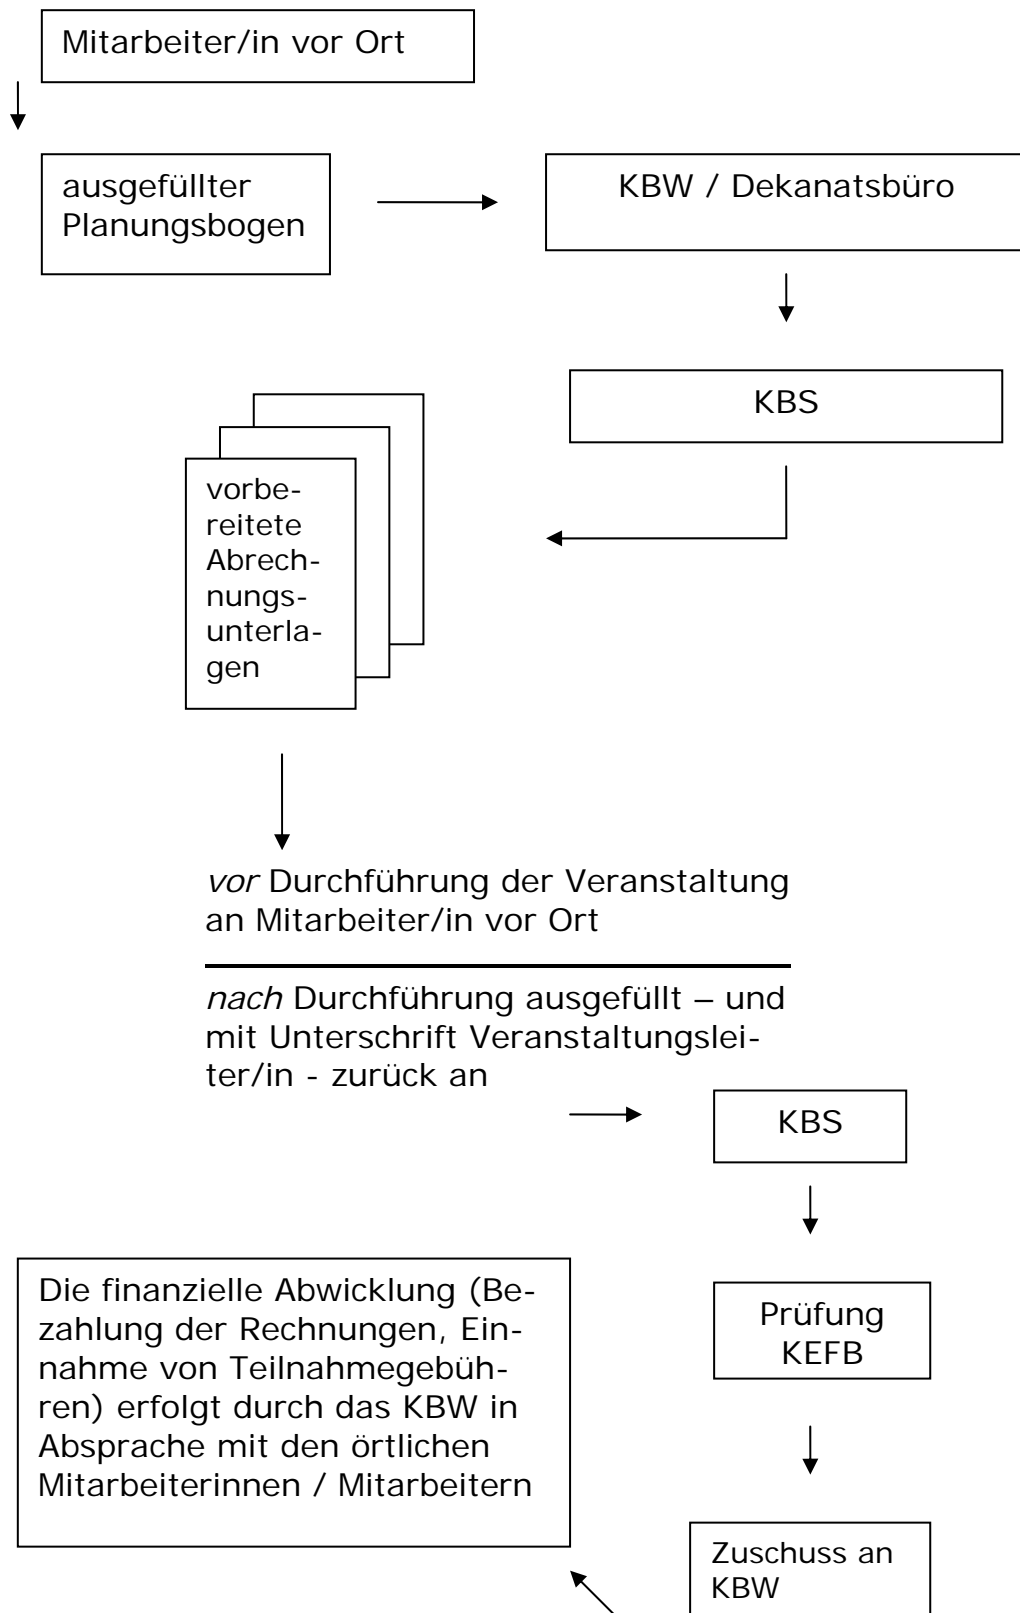 Mitarbeiter/in vor Ort
ausgefüllter
Planungsbogen
KBW / Dekanatsbüro
KBS
vorbe-
reitete
Abrech-
nungs-
unterla-
gen
vor Durchführung der Veranstaltung
an Mitarbeiter/in vor Ort
nach Durchführung ausgefüllt – und
mit Unterschrift Veranstaltungslei-
ter/in - zurück an
KBS
Prüfung
KEFB
Die finanzielle Abwicklung (Be-
zahlung der Rechnungen, Ein-
nahme von Teilnahmegebüh-
ren) erfolgt durch das KBW in
Absprache mit den örtlichen
Mitarbeiterinnen / Mitarbeitern
Zuschuss an
KBW